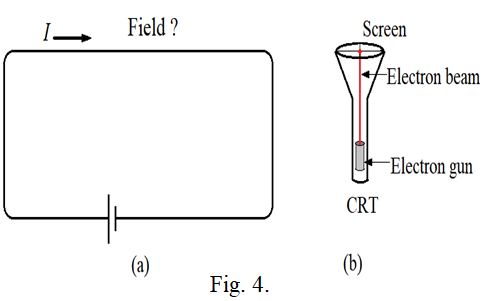 I
Field ?
(a)
Screen
Electron beam
Electron gun
CRT
(b)
Fig. 4.